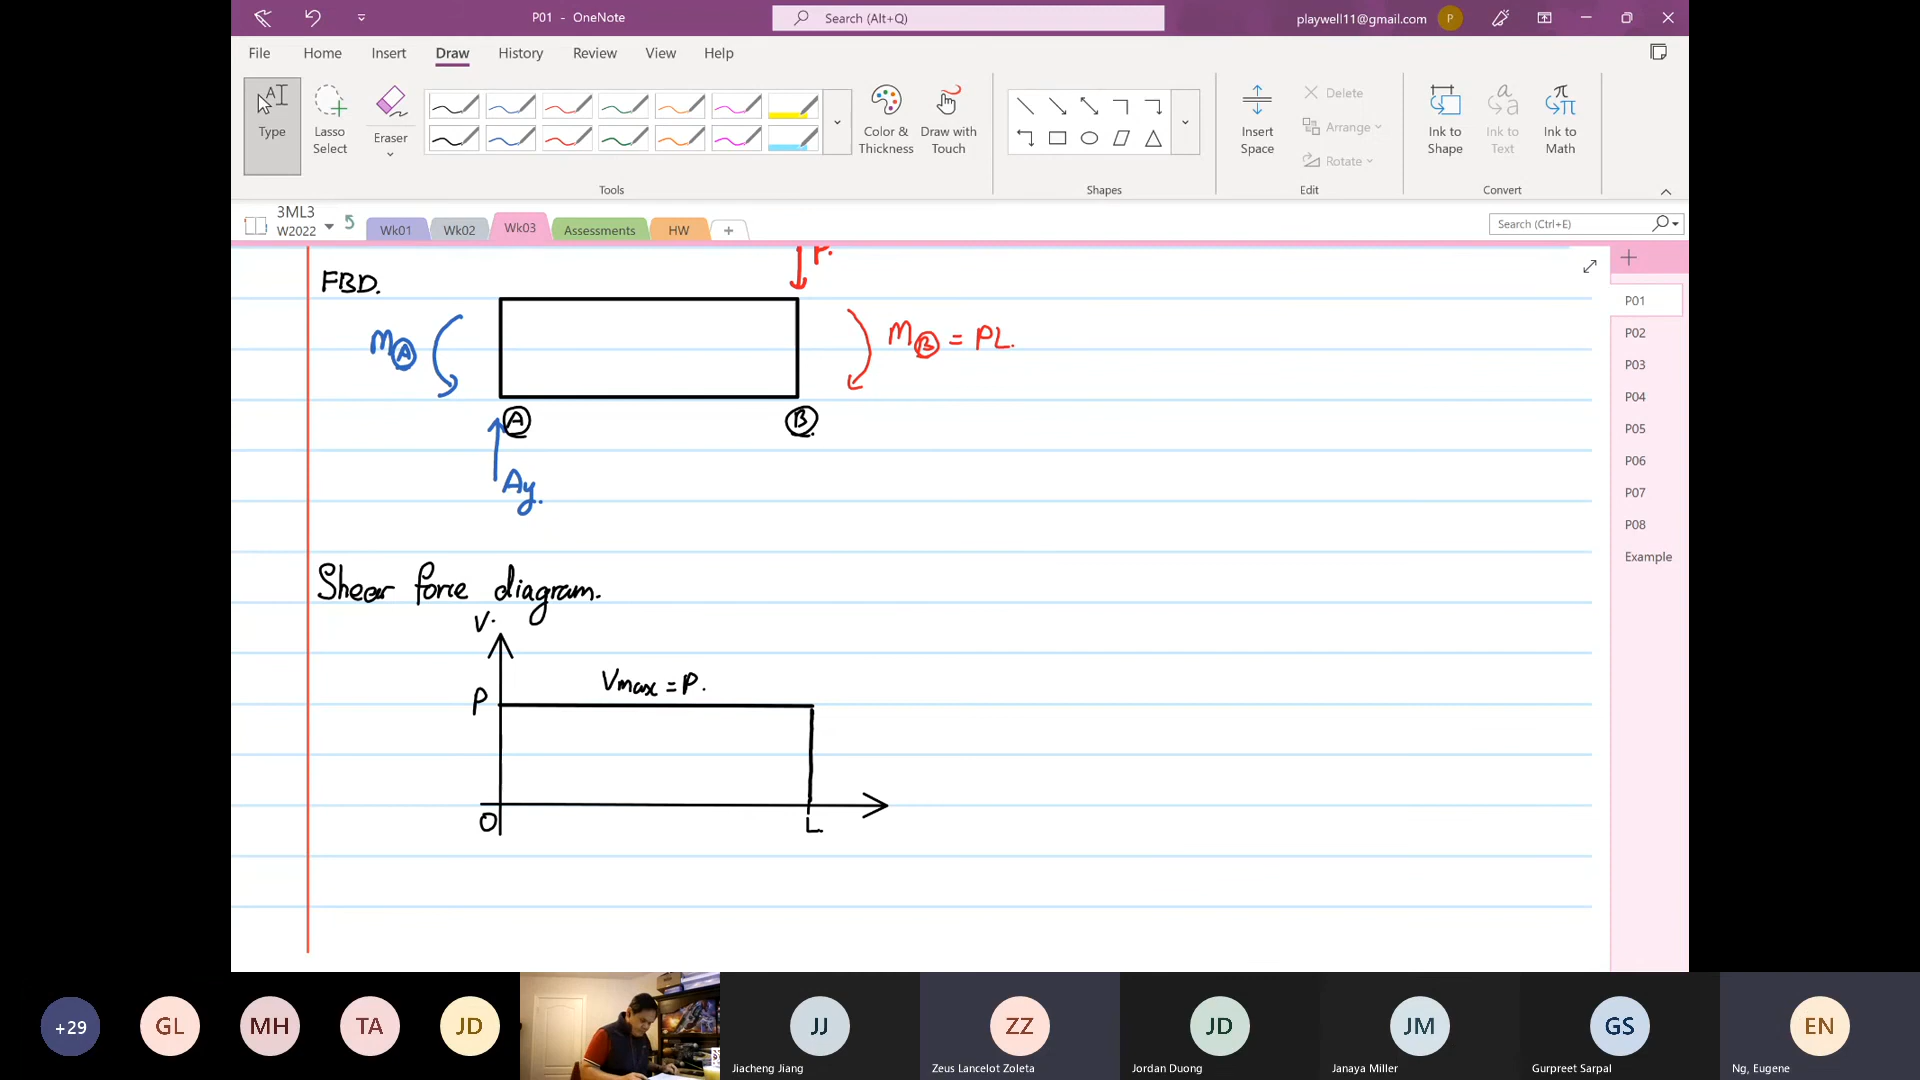 P01 - OneNote
Search (Alt+Q)
playwell11@gmail.com
P
File Home Insert Draw History Review View Help
Type
Lasso Select
Eraser
Color & Thickness
Draw with Touch
Insert Space
Delete
Arrange
Rotate
Ink to Shape
Ink to Text
Ink to Math
Tools
Shapes
Edit
Convert
3ML3
W2022
Wk01 Wk02 Wk03 Assessments HW +
Search (Ctrl+E)
P01
P02
P03
P04
P05
P06
P07
P08
Example
P.
FBD.
MA
MB = PL.
A
B
Ay.
Shear force diagram.
V.
Vmax = P.
P
O
L
+29
GL
MH
TA
JD
JJ
Jiacheng Jiang
ZZ
Zeus Lancelot Zoleta
JD
Jordan Duong
JM
Janaya Miller
GS
Gurpreet Sarpal
EN
Ng, Eugene